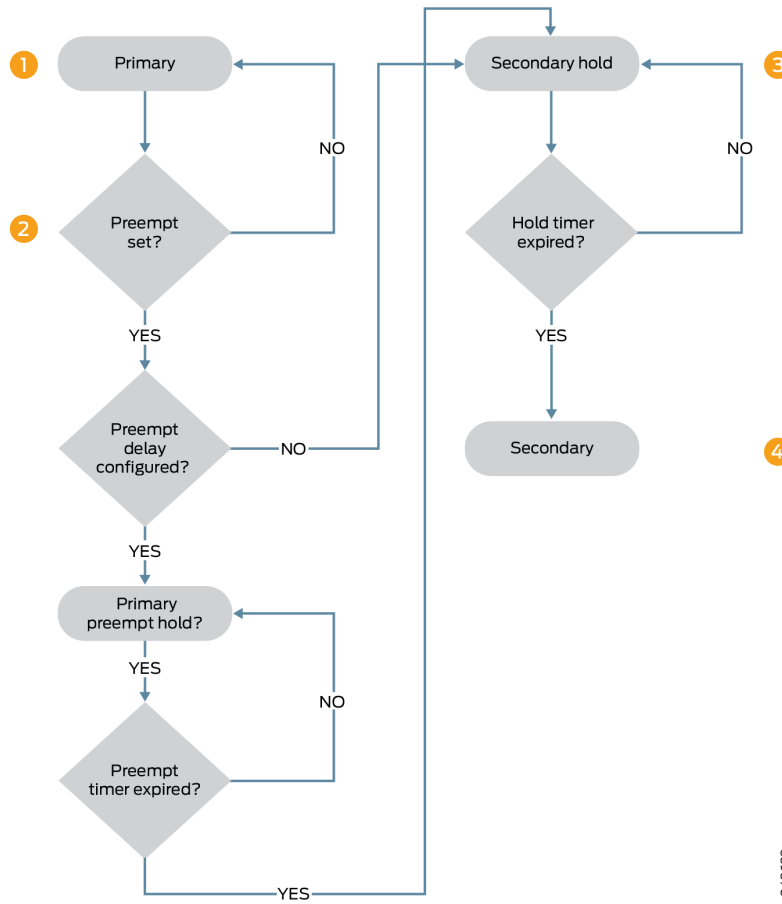 1
Primary
NO
2
Preempt
set?
YES
Preempt
delay
configured?
NO
YES
Primary
preempt hold?
YES
NO
Preempt
timer expired?
YES
Secondary hold
3
NO
Hold timer
expired?
YES
Secondary
4